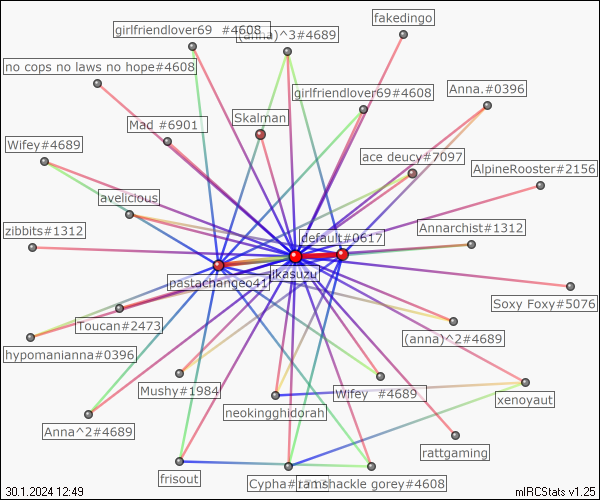 fakedingo
girlfriendlover69 #4608
(anna)^3#4689
no cops no laws no hope#4608
Anna.#0396
girlfriendlover69#4608
Skalman
Mad #6901
Wifey#4689
ace deucy#7097
AlpineRooster#2156
avelicious
zibbits#1312
default#0617
Annarchist#1312
pastachangeo41
ikasuzu
Soxy Foxy#5076
Toucan#2473
(anna)^2#4689
hypomanianna#0396
Mushy#1984
Wifey #4689
xenoyaut
neokingghidorah
Anna^2#4689
rattgaming
frisout
Cypha#1312
ramshackle gorey#4608
30.1.2024 12:49
mIRCStats v1.25